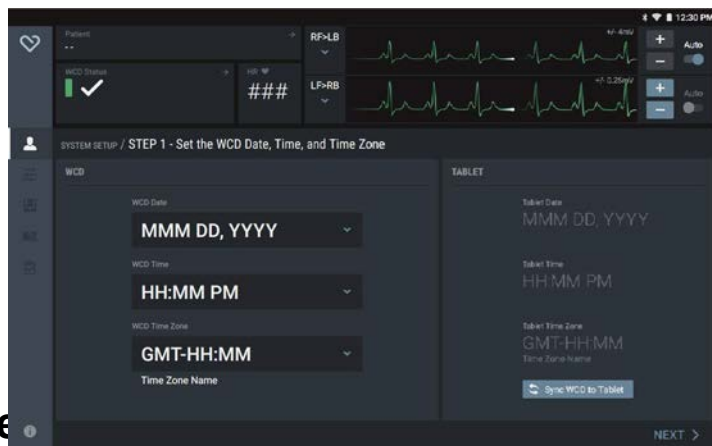 12:30 PM
Patient
--
RF>LB
+/- 4mV
Auto
WCD Status
HR
###
LF>RB
+/- 0.25mV
Auto
SYSTEM SETUP / STEP 1 - Set the WCD Date, Time, and Time Zone
WCD
WCD Date
MMM DD, YYYY
WCD Time
HH:MM PM
WCD Time Zone
GMT-HH:MM
Time Zone Name
TABLET
Tablet Date
MMM DD, YYYY
Tablet Time
HH:MM PM
Tablet Time Zone
GMT-HH:MM
Time Zone Name
Sync WCD to Tablet
NEXT >